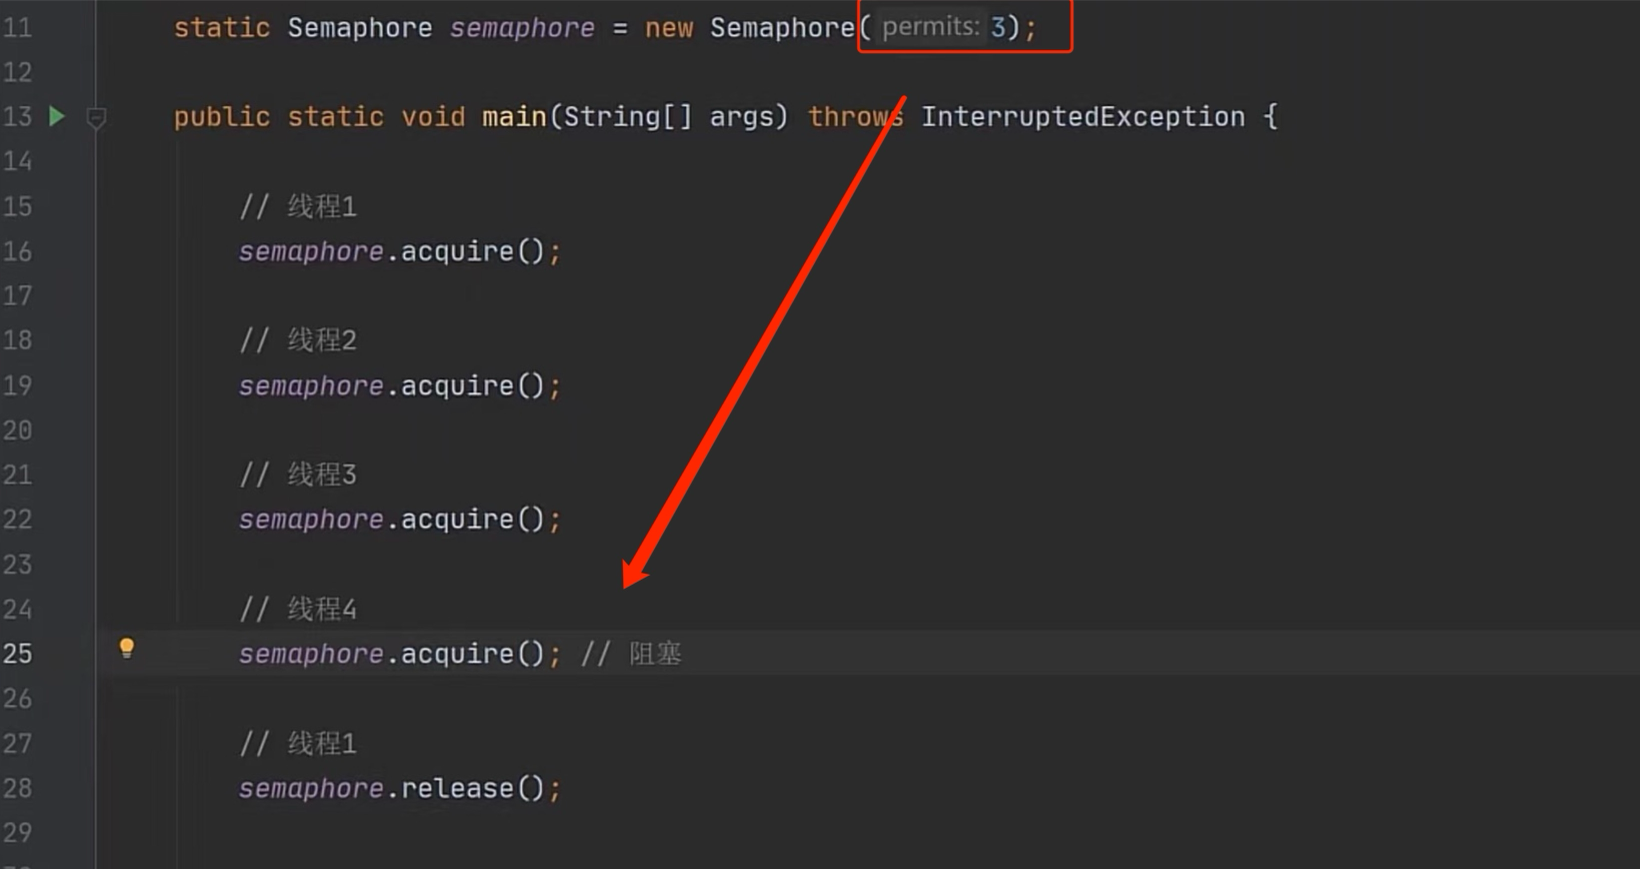 11 static Semaphore semaphore = new Semaphore( permits: 3);
12
13 public static void main(String[] args) throws InterruptedException {
14
15 // 线程1
16 semaphore.acquire();
17
18 // 线程2
19 semaphore.acquire();
20
21 // 线程3
22 semaphore.acquire();
23
24 // 线程4
25 semaphore.acquire(); // 阻塞
26
27 // 线程1
28 semaphore.release();
29